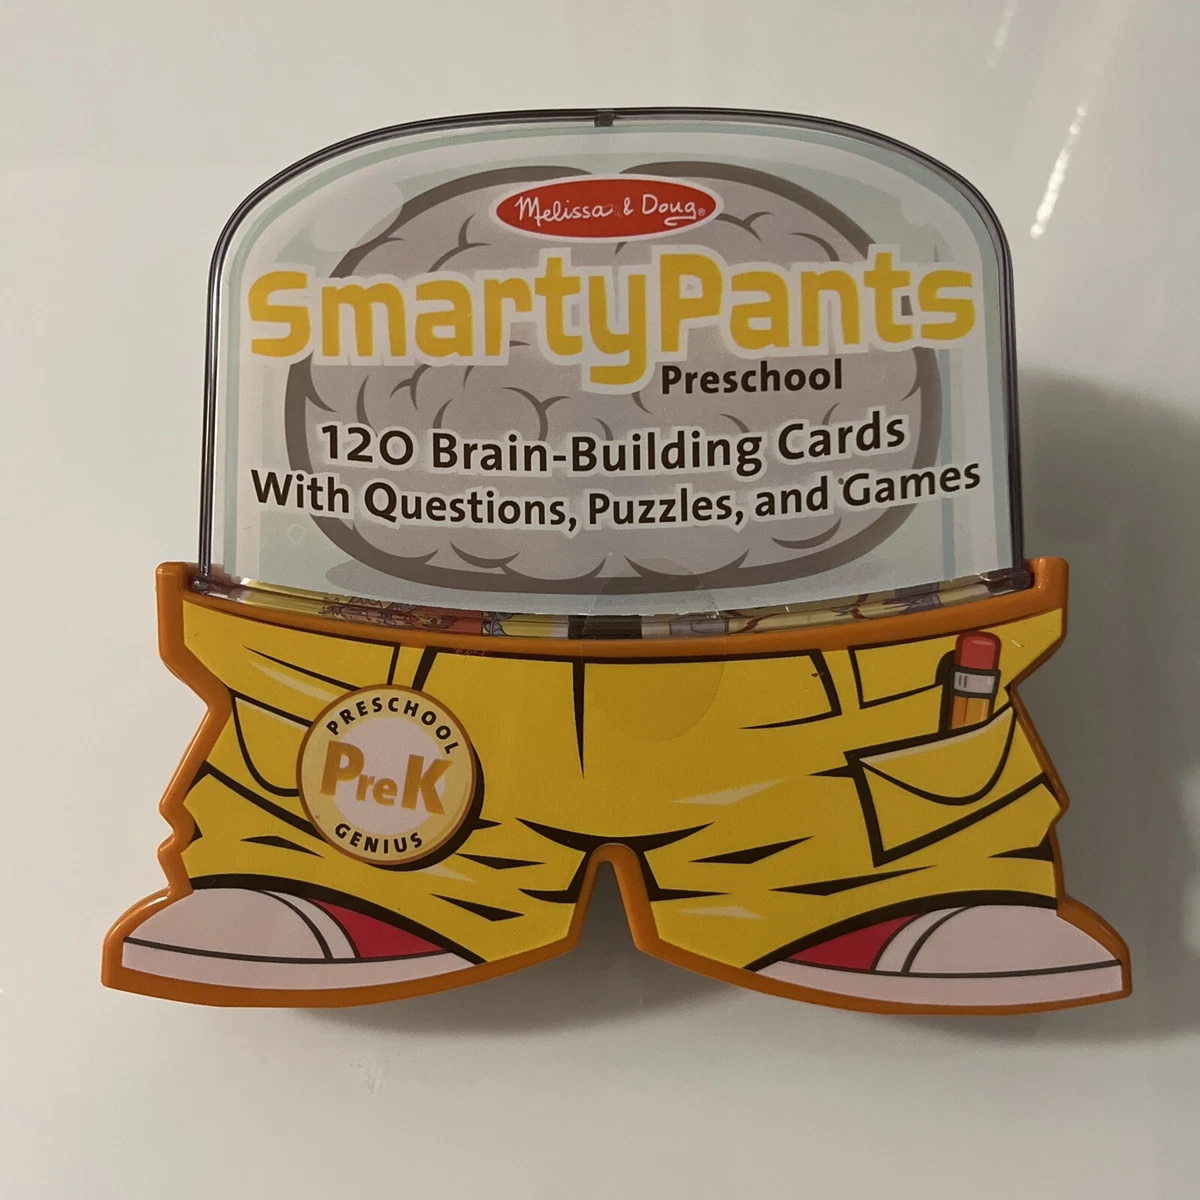 Melissa & Doug®
SmartyPants
Preschool
120 Brain-Building Cards
With Questions, Puzzles, and Games
PRESCHOOL
PreK
GENIUS